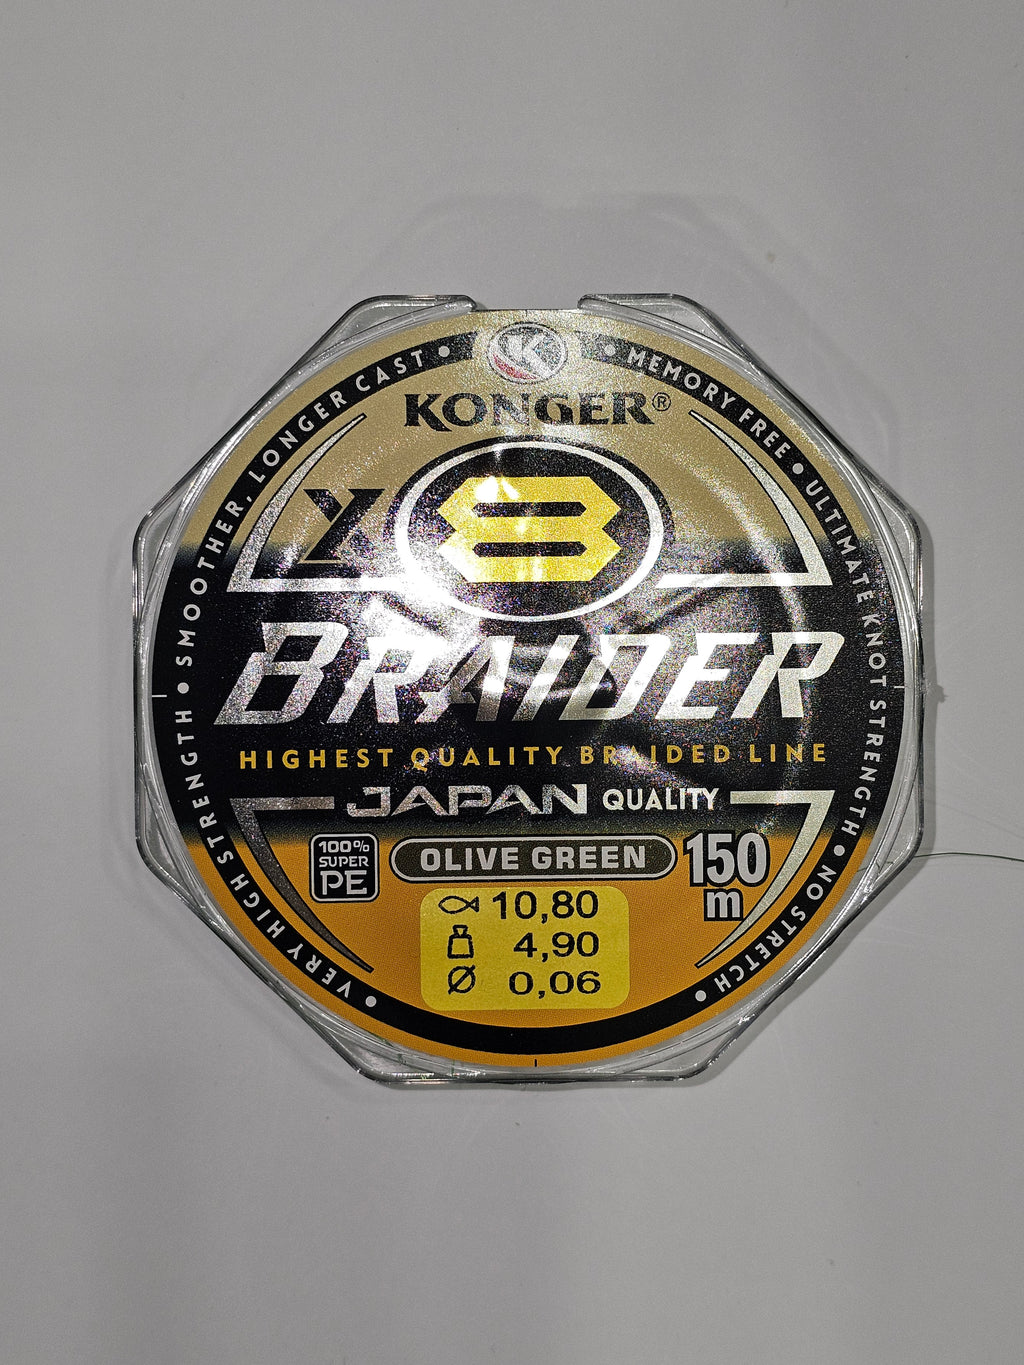 VERY HIGH STRENGTH • SMOOTHER, LONGER CAST •
K
• MEMORY FREE • ULTIMATE KNOT STRENGTH • NO STRETCH •
KONGER®
X 8
BRAIDER
HIGHEST QUALITY BRAIDED LINE
JAPAN QUALITY
100%
SUPER
PE
OLIVE GREEN
150
m
10,80
4,90
Ø 0,06